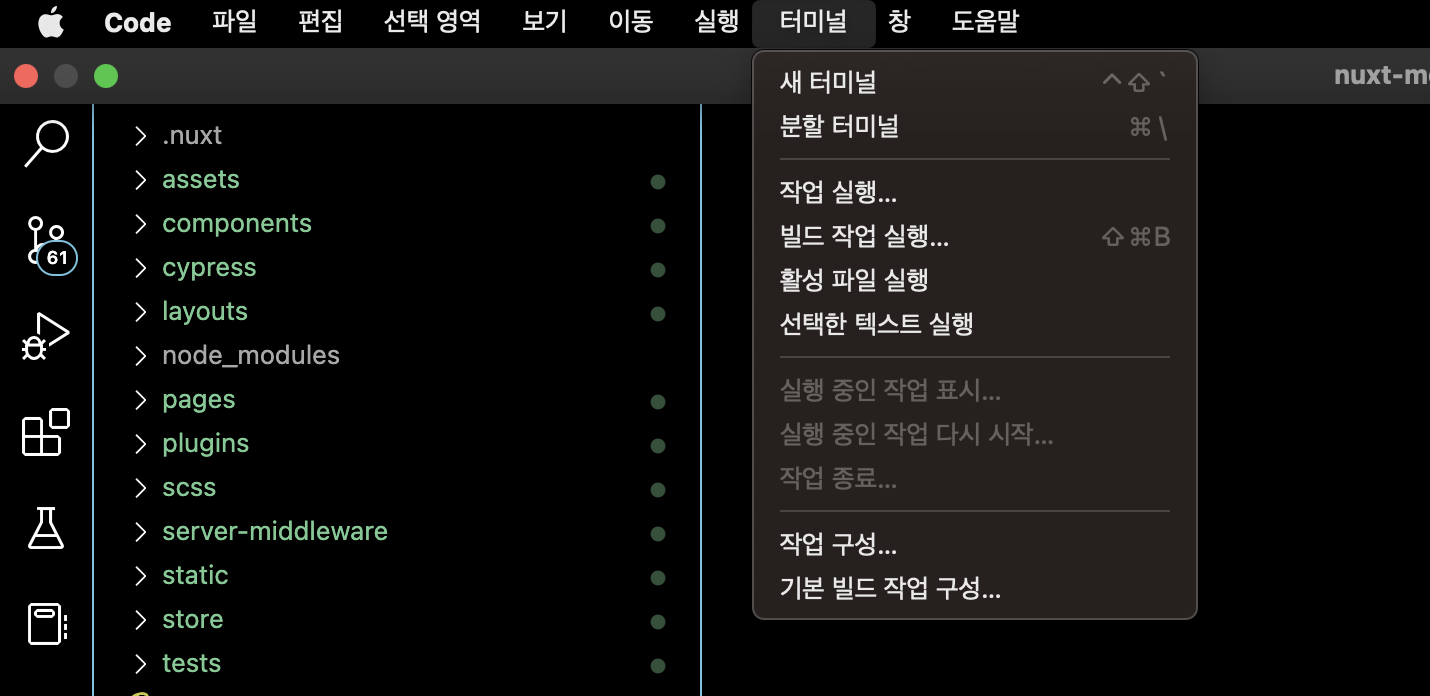 Code 파일 편집 선택 영역 보기 이동 실행 터미널 창 도움말
nuxt-m
61
.nuxt
assets
components
cypress
layouts
node_modules
pages
plugins
scss
server-middleware
static
store
tests
새 터미널 ^⇧`
분할 터미널 ⌘\
작업 실행...
빌드 작업 실행... ⇧⌘B
활성 파일 실행
선택한 텍스트 실행
실행 중인 작업 표시...
실행 중인 작업 다시 시작...
작업 종료...
작업 구성...
기본 빌드 작업 구성...